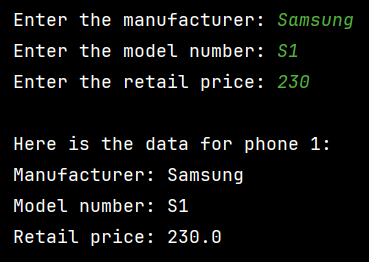 Enter the manufacturer: Samsung
Enter the model number: S1
Enter the retail price: 230

Here is the data for phone 1:
Manufacturer: Samsung
Model number: S1
Retail price: 230.0